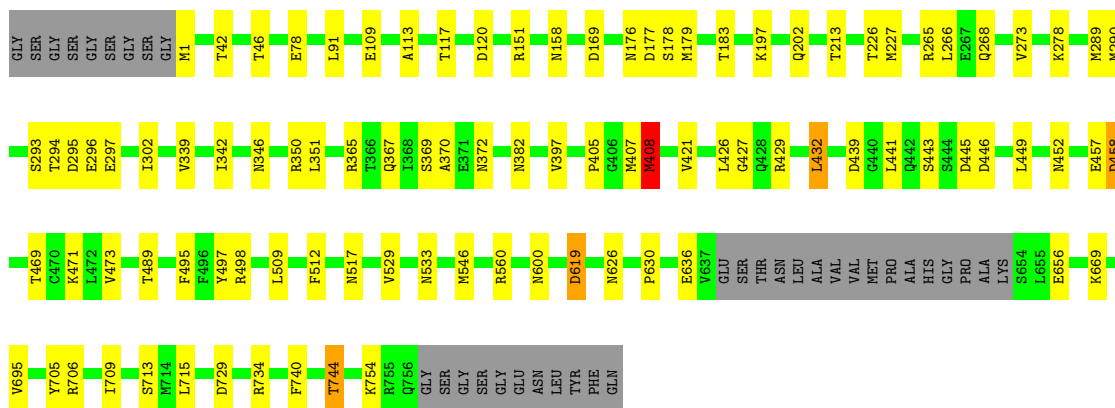 GLY SER GLY SER GLY SER GLY SER GLY M1 T42 T46 E78 L91 E109 A113 T117 D120 R151 N158 D169 N176 D177 S178 M179 T183 K197 Q202 T213 T226 M227 R265 L266 E267 Q268 V273 K278 M289 M290
S293 T294 D295 E296 E297 I302 V339 I342 N346 R350 L351 R365 T366 Q367 I368 S369 A370 E371 N372 N382 V397 P405 G406 M407 M408 V421 L426 G427 Q428 R429 L432 D439 G440 L441 Q442 S443 S444 D445 D446 L449 N452 E457
T469 C470 K471 L472 V473 T489 F495 F496 Y497 R498 L509 F512 N517 V529 N533 M546 R560 N600 D619 N626 P630 E636 V637 GLU SER THR ASN LEU ALA VAL VAL MET PRO ALA HIS GLY PRO ALA LYS S654 L655 E656 K669
V695 Y705 R706 I709 S713 M714 L715 D729 R734 F740 T744 K754 R755 Q756 GLY SER GLY SER GLY GLU ASN LEU TYR PHE GLN